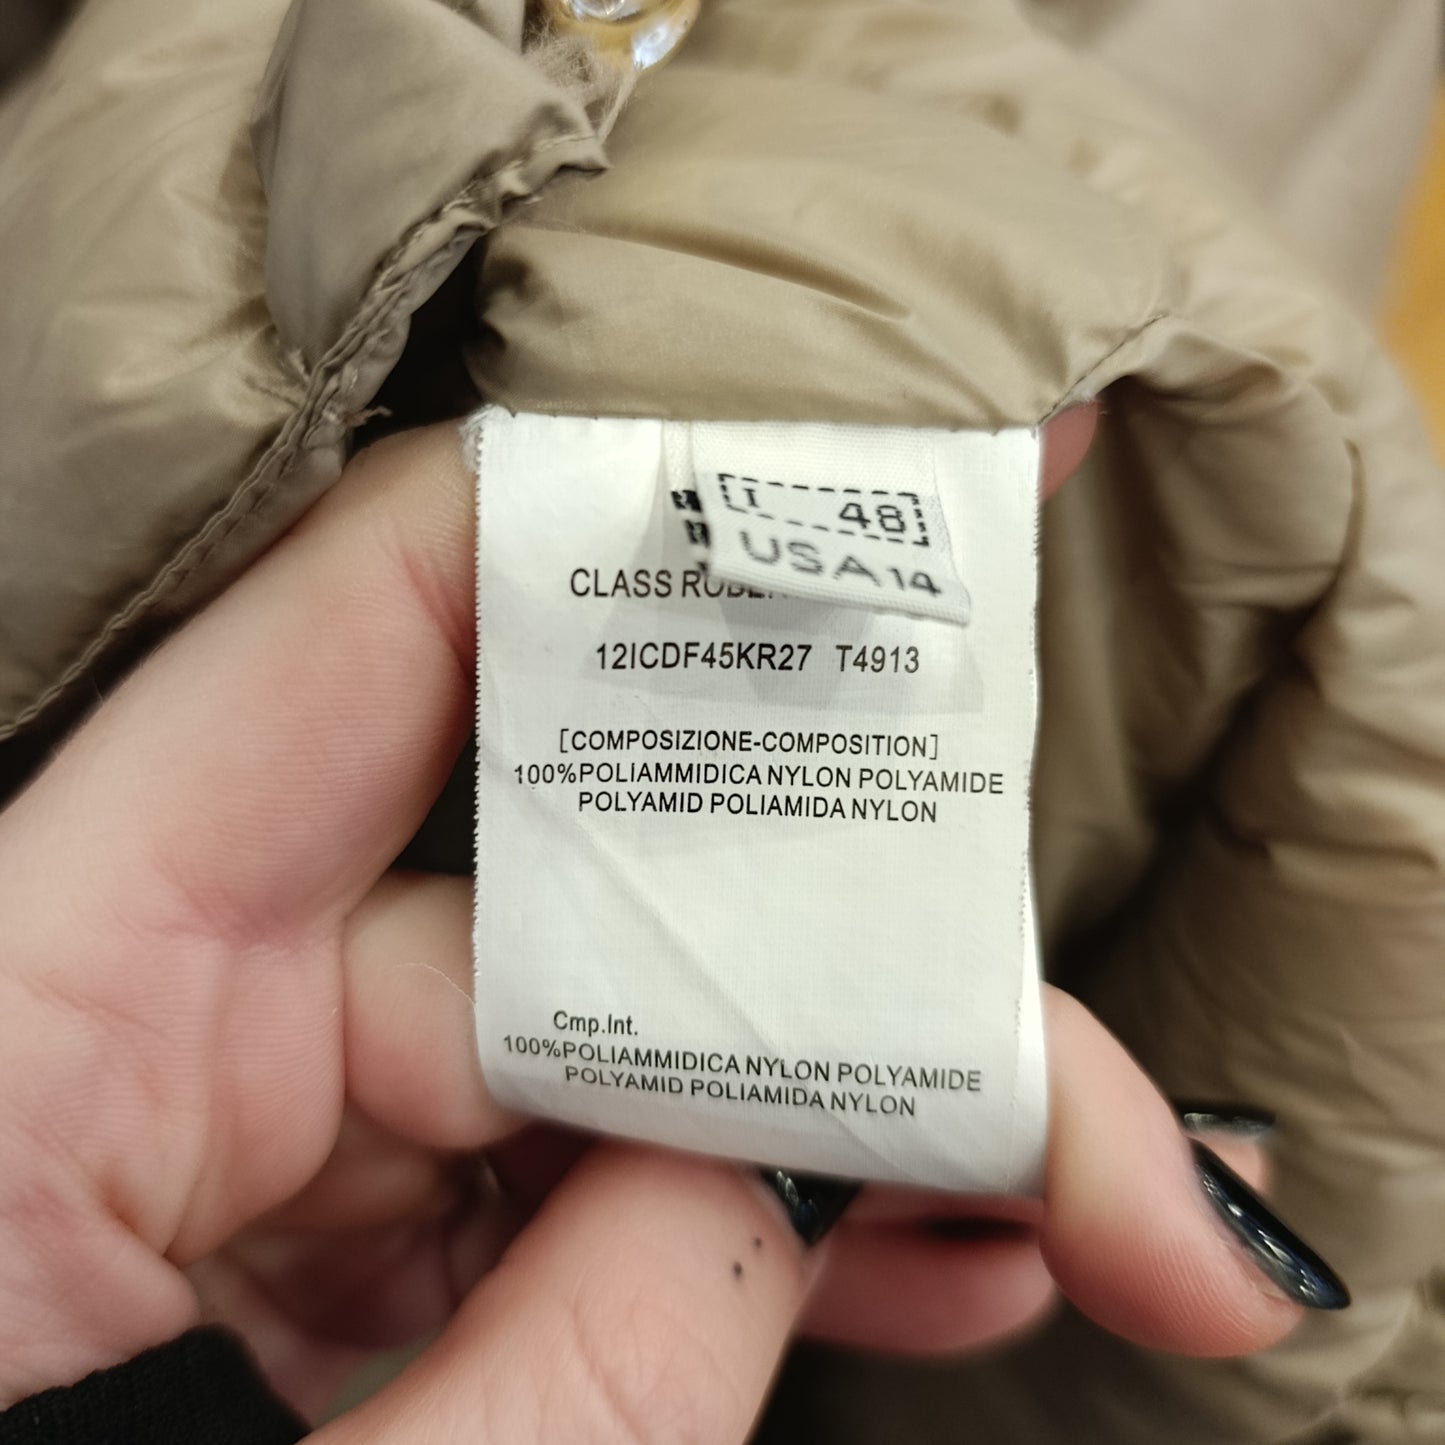 I 48
USA 14
CLASS
12ICDF45KR27 T4913
[COMPOSIZIONE-COMPOSITION]
100%POLIAMMIDICA NYLON POLYAMIDE
POLYAMID POLIAMIDA NYLON
Cmp.Int.
100%POLIAMMIDICA NYLON POLYAMIDE
POLYAMID POLIAMIDA NYLON